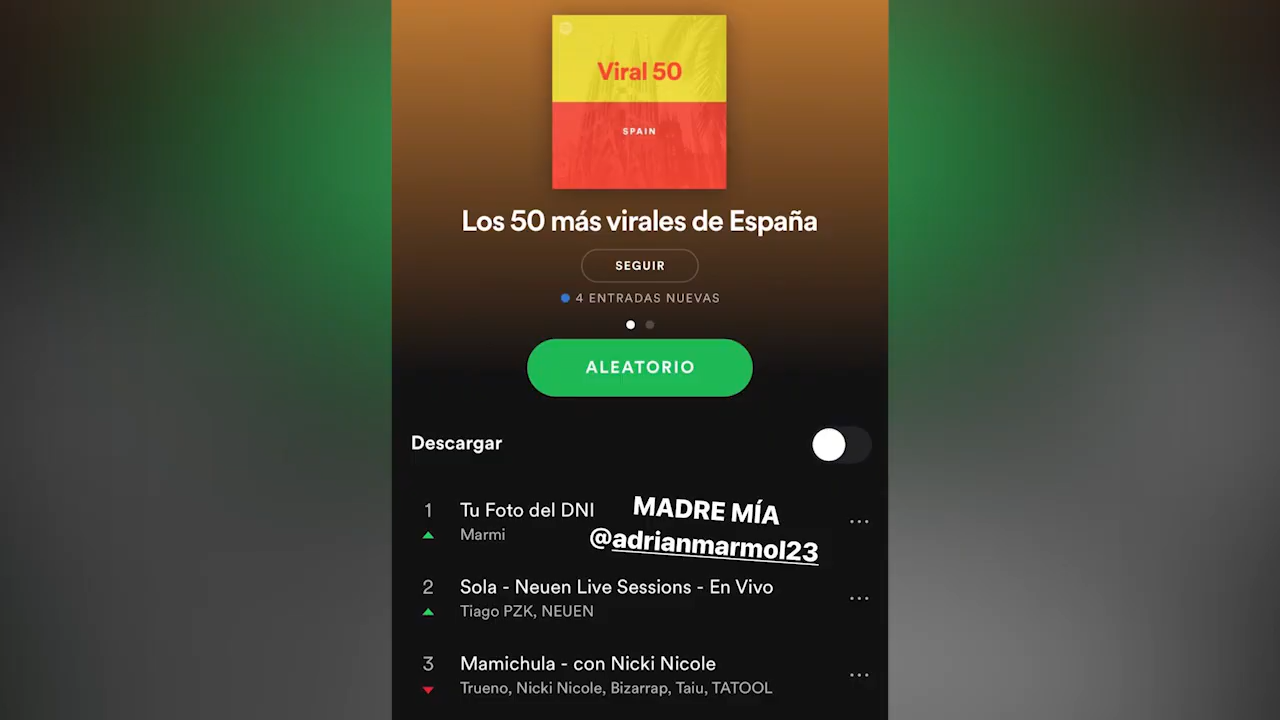 Viral 50
SPAIN
Los 50 más virales de España
SEGUIR
4 ENTRADAS NUEVAS
ALEATORIO
Descargar
1 Tu Foto del DNI
Marmi
MADRE MÍA
@adrianmarmol23
2 Sola - Neuen Live Sessions - En Vivo
Tiago PZK, NEUEN
3 Mamichula - con Nicki Nicole
Trueno, Nicki Nicole, Bizarrap, Taiu, TATOOL